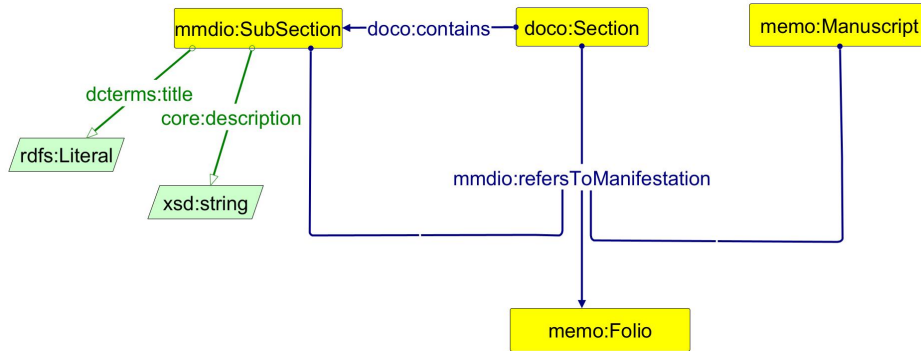 mmdio:SubSection
doco:contains
doco:Section
memo:Manuscript
dcterms:title
core:description
rdfs:Literal
xsd:string
mmdio:refersToManifestation
memo:Folio